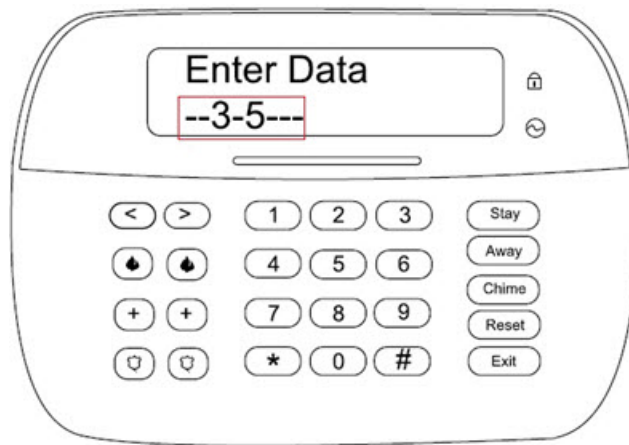 Enter Data
--3-5---
< > 1 2 3 Stay
4 5 6 Away
Chime
+ + 7 8 9 Reset
* 0 # Exit